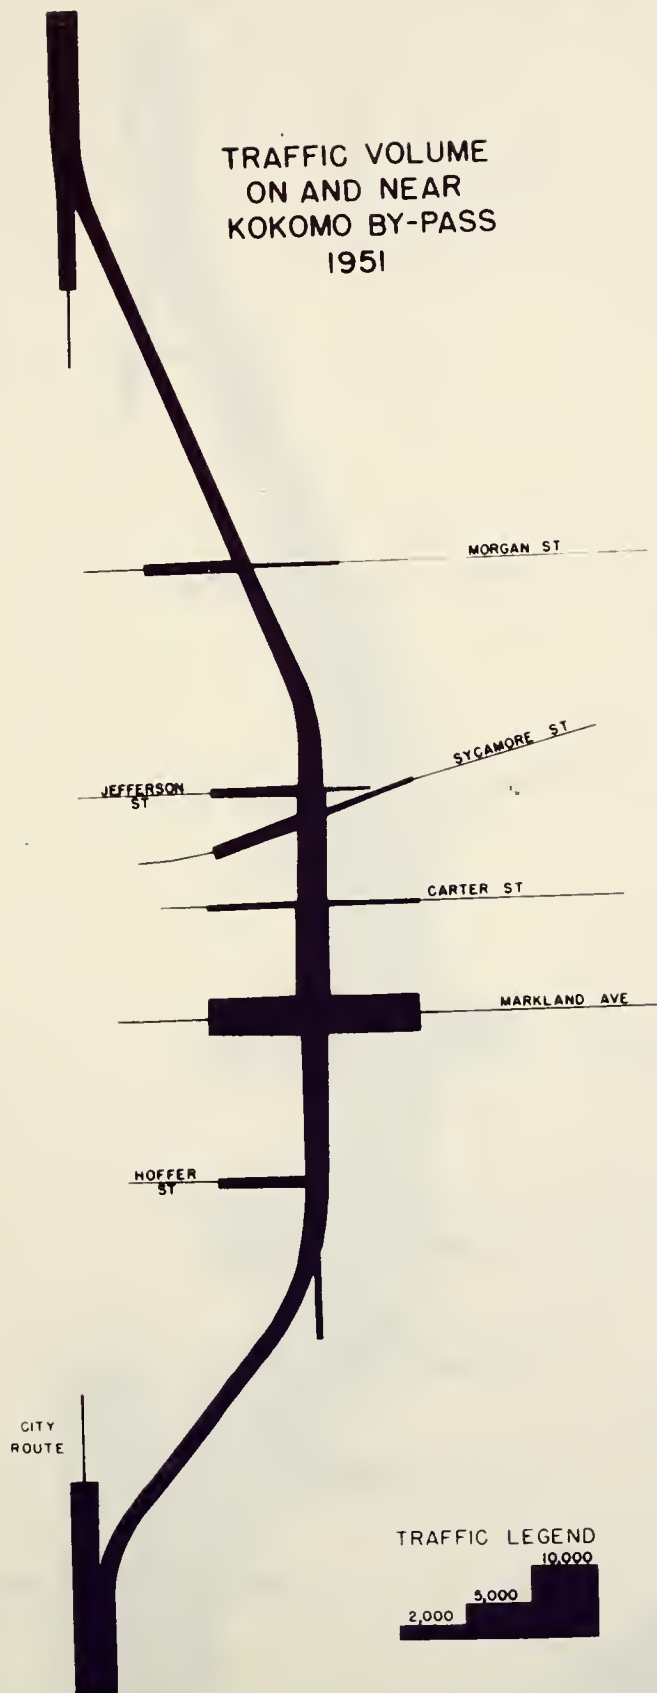 TRAFFIC VOLUME
ON AND NEAR
KOKOMO BY-PASS
1951
MORGAN ST
SYCAMORE ST
JEFFERSON
ST
CARTER ST
MARKLAND AVE
HOFFER
ST
CITY
ROUTE
TRAFFIC LEGEND
10,000
5,000
2,000